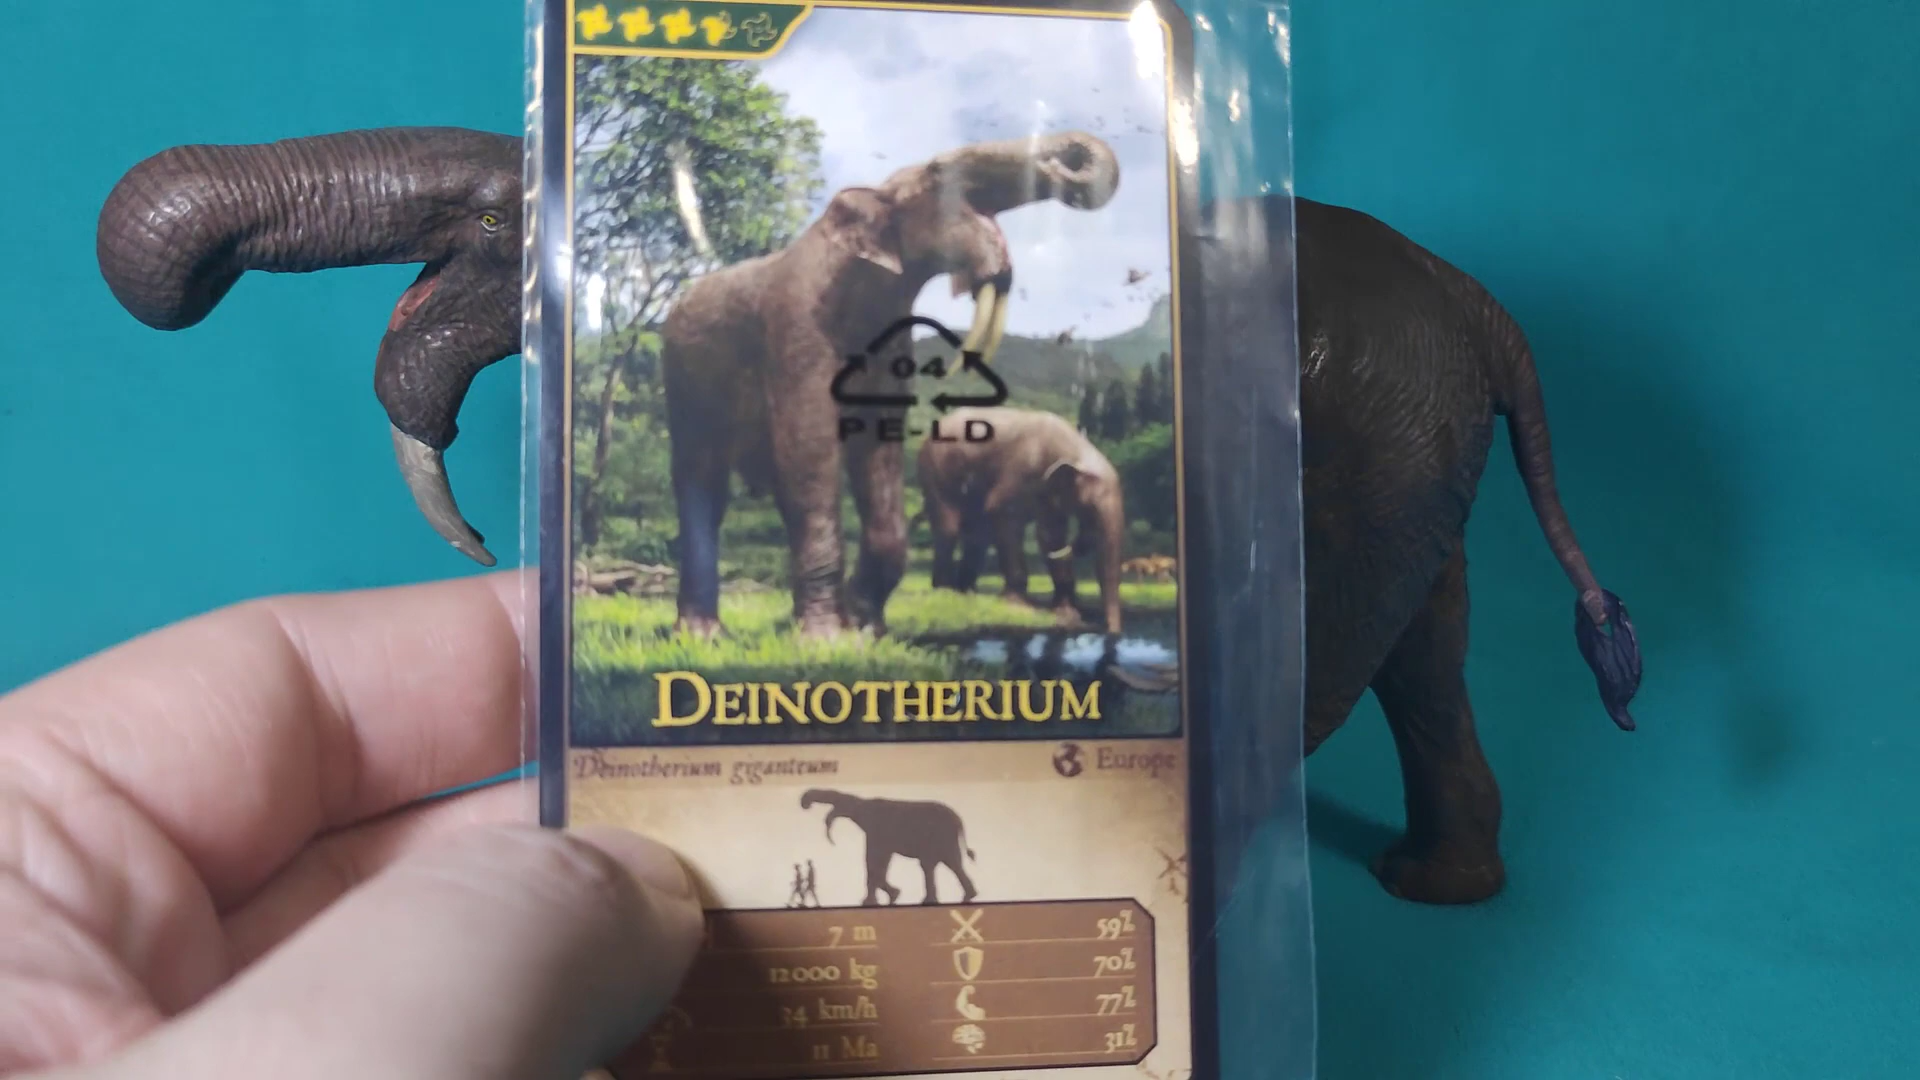 04
PE-LD
DEINOTHERIUM
Deinotherium giganteum Europe
7 m 59%
12000 kg 70%
34 km/h 77%
11 Ma 31%